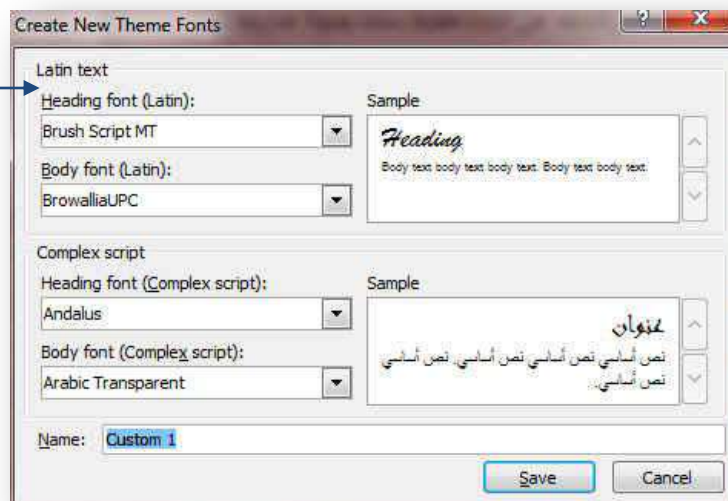 Create New Theme Fonts
Latin text
Heading font (Latin):
Brush Script MT
Body font (Latin):
BrowalliaUPC
Sample
Heading
Body text body text body text. Body text body text.
Complex script
Heading font (Complex script):
Andalus
Body font (Complex script):
Arabic Transparent
Sample
عنوان
نص أساسي نص أساسي نص أساسي. نص أساسي
نص أساسي.
Name: Custom 1
Save
Cancel